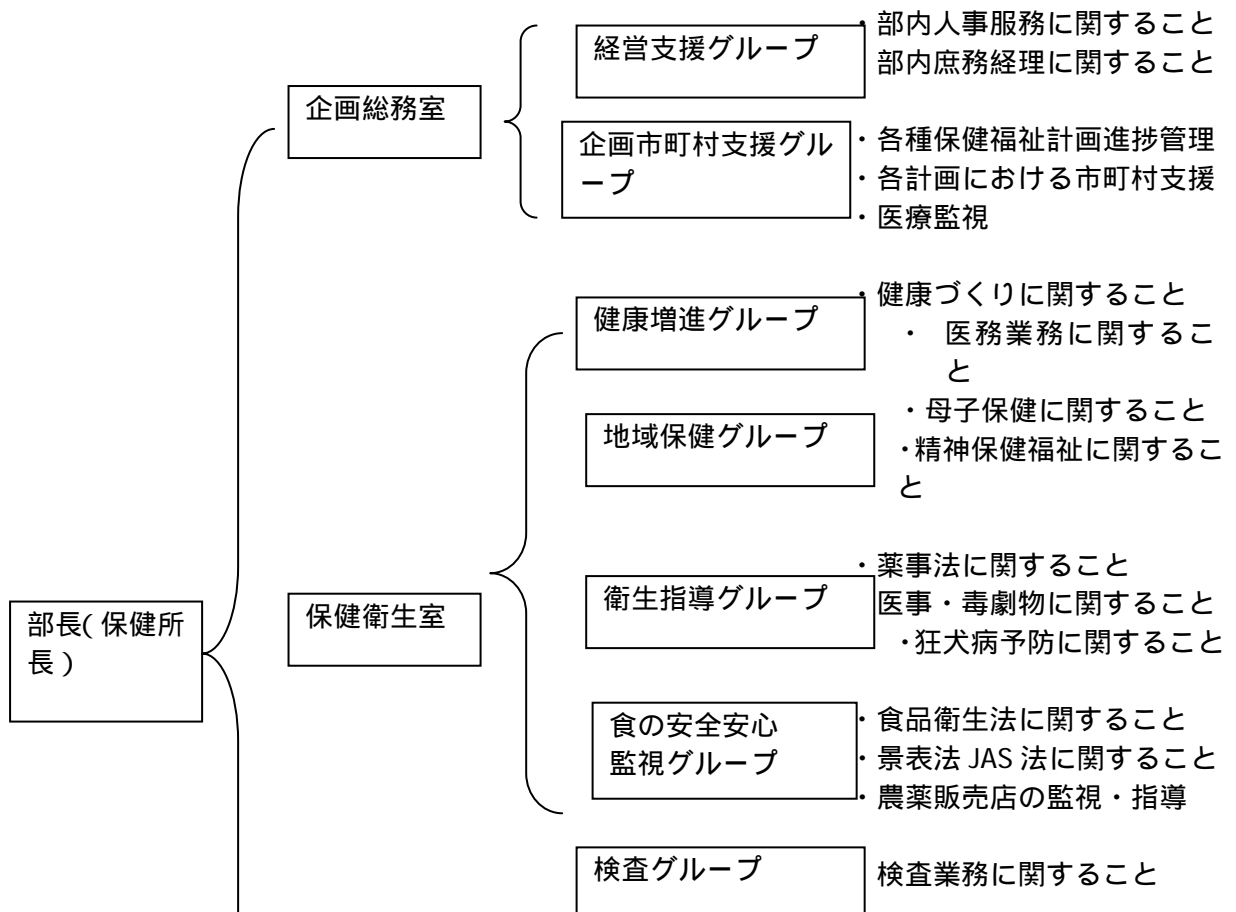 経営支援グループ
・部内人事服務に関すること
部内庶務経理に関すること
企画総務室
企画市町村支援グル
ープ
・各種保健福祉計画進捗管理
・各計画における市町村支援
・医療監視
健康増進グループ
・健康づくりに関すること
・ 医務業務に関するこ
と
地域保健グループ
・母子保健に関すること
・精神保健福祉に関するこ
と
部長(保健所
長)
保健衛生室
衛生指導グループ
・薬事法に関すること
医事・毒劇物に関すること
・狂犬病予防に関すること
食の安全安心
監視グループ
・食品衛生法に関すること
・景表法 JAS 法に関すること
・農薬販売店の監視・指導
検査グループ
検査業務に関すること